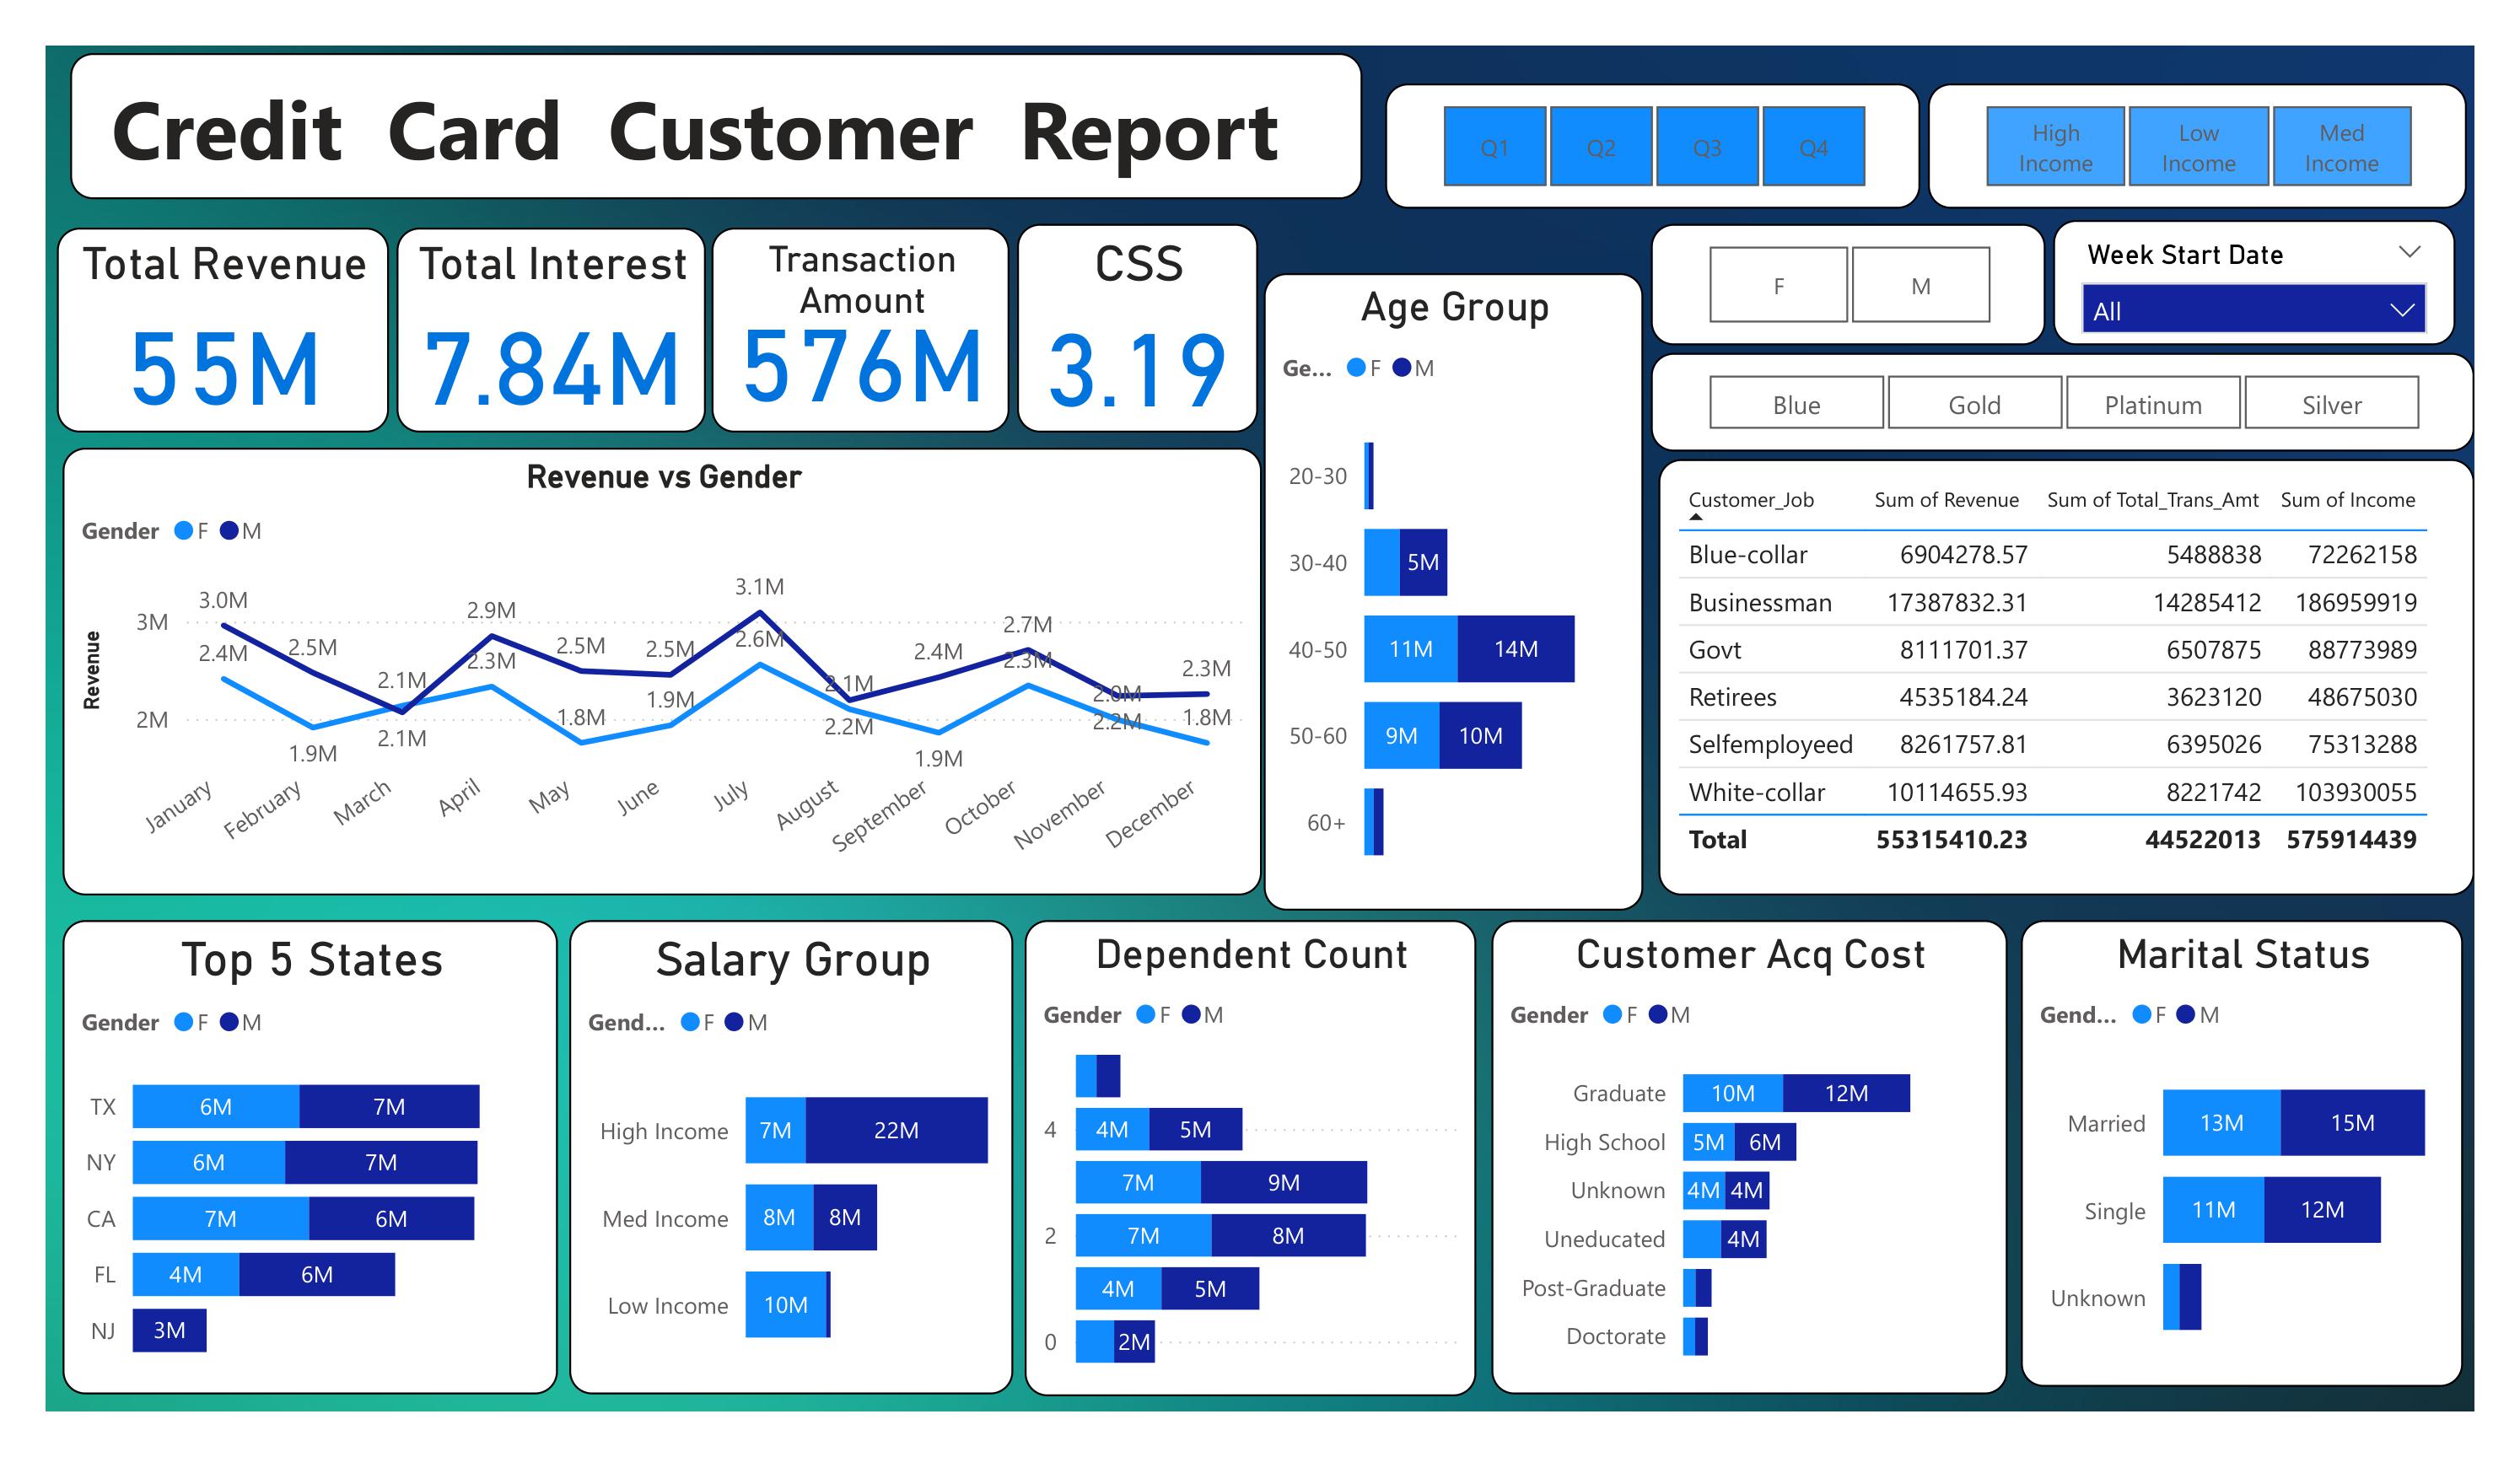 Credit Card Customer Report
Q1 Q2 Q3 Q4
High Income
Low Income
Med Income
Total Revenue
55M
Total Interest
7.84M
Transaction
Amount
576M
CSS
3.19
F M
Week Start Date
All
Blue Gold Platinum Silver
Revenue vs Gender
Gender F M
Revenue
3M
2M
3.0M 2.5M 2.1M 2.9M 2.5M 2.5M 3.1M 2.1M 2.4M 2.7M 2.0M 2.3M
2.4M 1.9M 2.1M 2.3M 1.8M 1.9M 2.6M 2.2M 1.9M 2.3M 2.2M 1.8M
January February March April May June July August September October November December
Age Group
Ge... F M
20-30
30-40 5M
40-50 11M 14M
50-60 9M 10M
60+
Customer_Job Sum of Revenue Sum of Total_Trans_Amt Sum of Income
Blue-collar 6904278.57 5488838 72262158
Businessman 17387832.31 14285412 186959919
Govt 8111701.37 6507875 88773989
Retirees 4535184.24 3623120 48675030
Selfemployeed 8261757.81 6395026 75313288
White-collar 10114655.93 8221742 103930055
Total 55315410.23 44522013 575914439
Top 5 States
Gender F M
TX 6M 7M
NY 6M 7M
CA 7M 6M
FL 4M 6M
NJ 3M
Salary Group
Gend... F M
High Income 7M 22M
Med Income 8M 8M
Low Income 10M
Dependent Count
Gender F M
4 4M 5M
7M 9M
2 7M 8M
4M 5M
0 2M
Customer Acq Cost
Gender F M
Graduate 10M 12M
High School 5M 6M
Unknown 4M 4M
Uneducated 4M
Post-Graduate
Doctorate
Marital Status
Gend... F M
Married 13M 15M
Single 11M 12M
Unknown